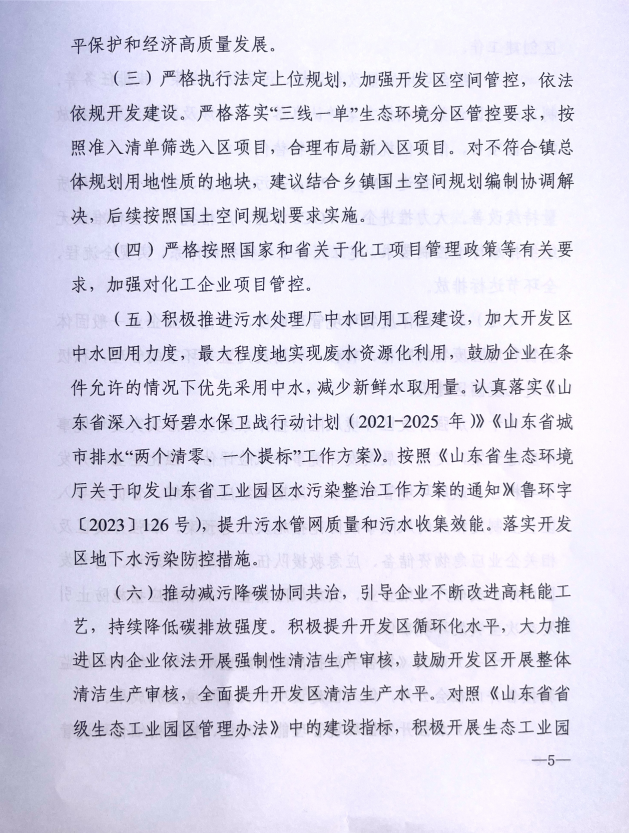 平保护和经济高质量发展。
（三）严格执行法定上位规划，加强开发区空间管控，依法
依规开发建设。严格落实“三线一单”生态环境分区管控要求，按
照准入清单筛选入区项目，合理布局新入区项目。对不符合镇总
体规划用地性质的地块，建议结合乡镇国土空间规划编制协调解
决，后续按照国土空间规划要求实施。
（四）严格按照国家和省关于化工项目管理政策等有关要
求，加强对化工企业项目管控。
（五）积极推进污水处理厂中水回用工程建设，加大开发区
中水回用力度，最大程度地实现废水资源化利用，鼓励企业在条
件允许的情况下优先采用中水，减少新鲜水取用量。认真落实《山
东省深入打好碧水保卫战行动计划（2021-2025 年）》《山东省城
市排水“两个清零、一个提标”工作方案》。按照《山东省生态环境
厅关于印发山东省工业园区水污染整治工作方案的通知》（鲁环字
〔2023〕126 号），提升污水管网质量和污水收集效能。落实开发
区地下水污染防控措施。
（六）推动减污降碳协同共治，引导企业不断改进高耗能工
艺，持续降低碳排放强度。积极提升开发区循环化水平，大力推
进区内企业依法开展强制性清洁生产审核，鼓励开发区开展整体
清洁生产审核，全面提升开发区清洁生产水平。对照《山东省省
级生态工业园区管理办法》中的建设指标，积极开展生态工业园
—5—